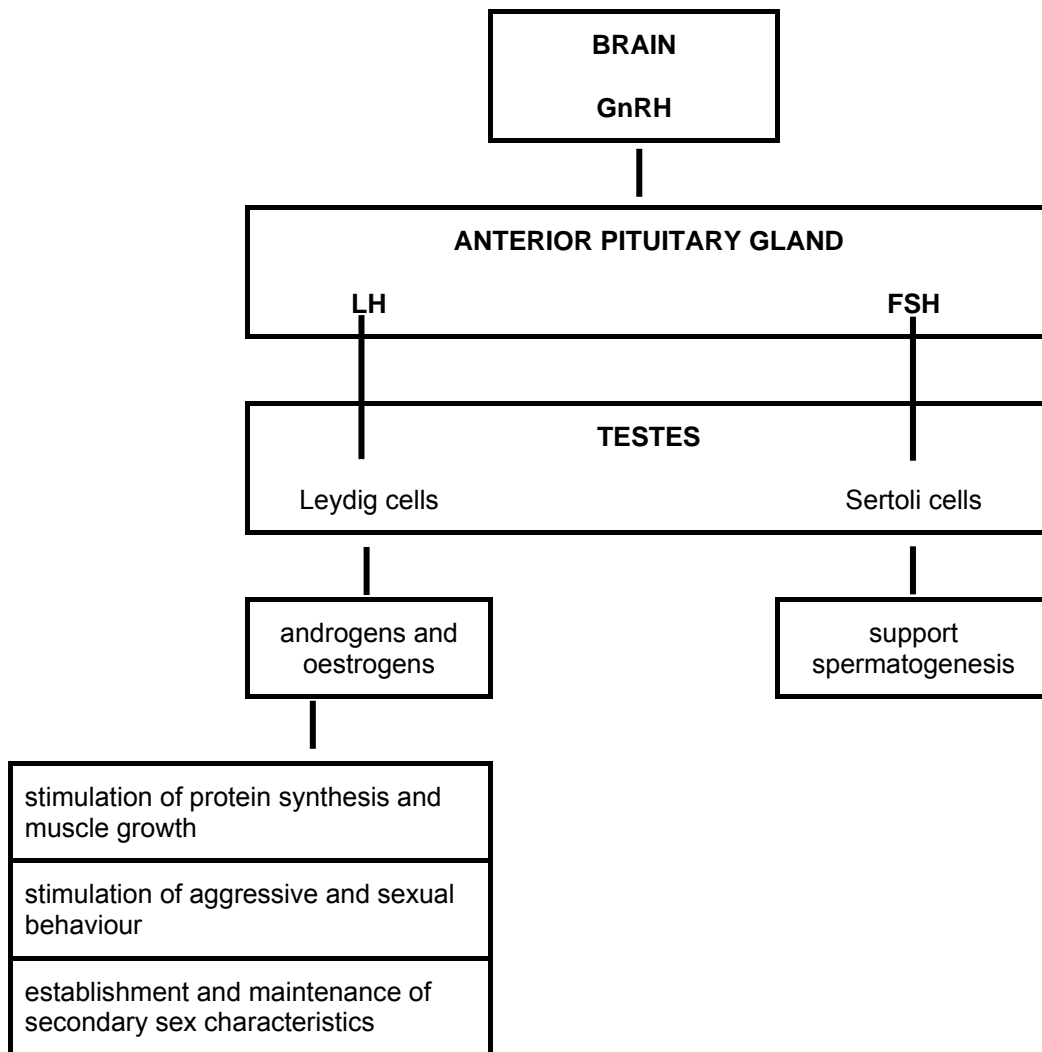 BRAIN
GnRH
ANTERIOR PITUITARY GLAND
LH FSH
TESTES
Leydig cells Sertoli cells
androgens and
oestrogens
support
spermatogenesis
stimulation of protein synthesis and
muscle growth
stimulation of aggressive and sexual
behaviour
establishment and maintenance of
secondary sex characteristics